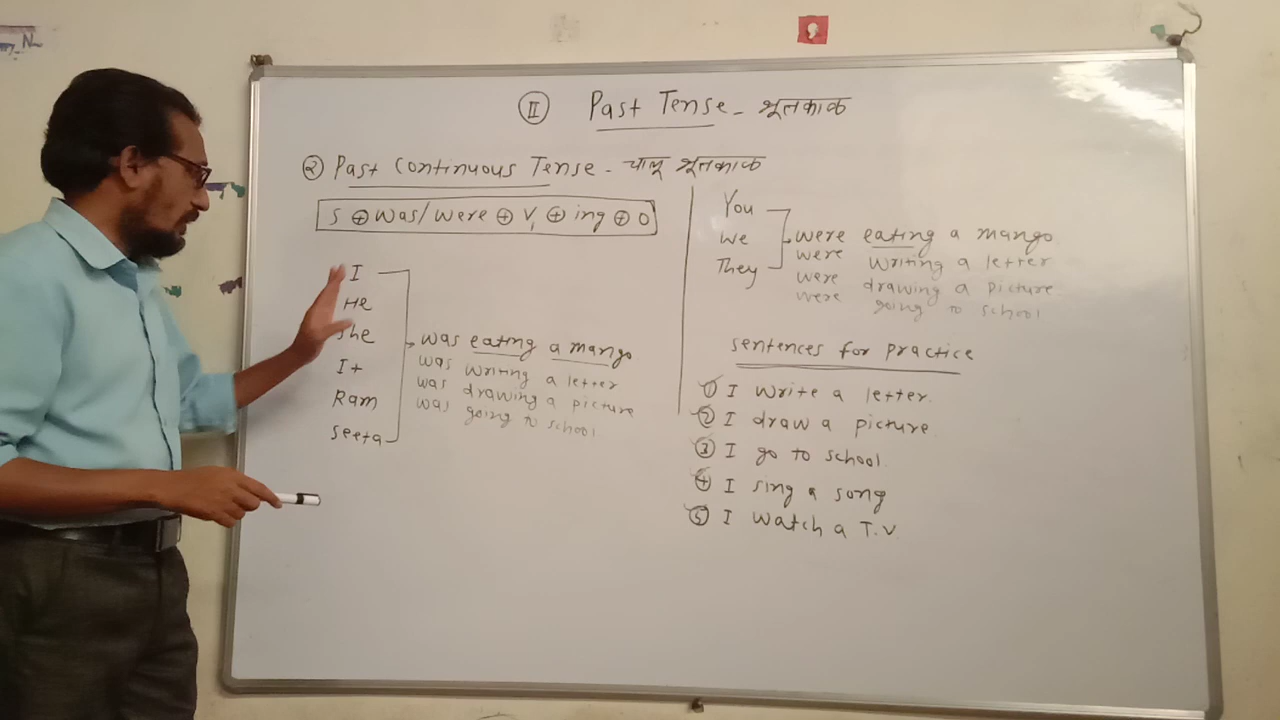 II Past Tense - भूतकाळ
② Past Continuous Tense - चालू भूतकाळ
S ⊕ was/were ⊕ V₁ ⊕ ing ⊕ O
I
He
She
It
Ram
Seeta
was eating a mango
was writing a letter
was drawing a picture
was going to school
You
We
They
were eating a mango
were writing a letter
were drawing a picture
were going to school
sentences for practice
① I write a letter.
② I draw a picture.
③ I go to school.
④ I sing a song
⑤ I watch a T.V